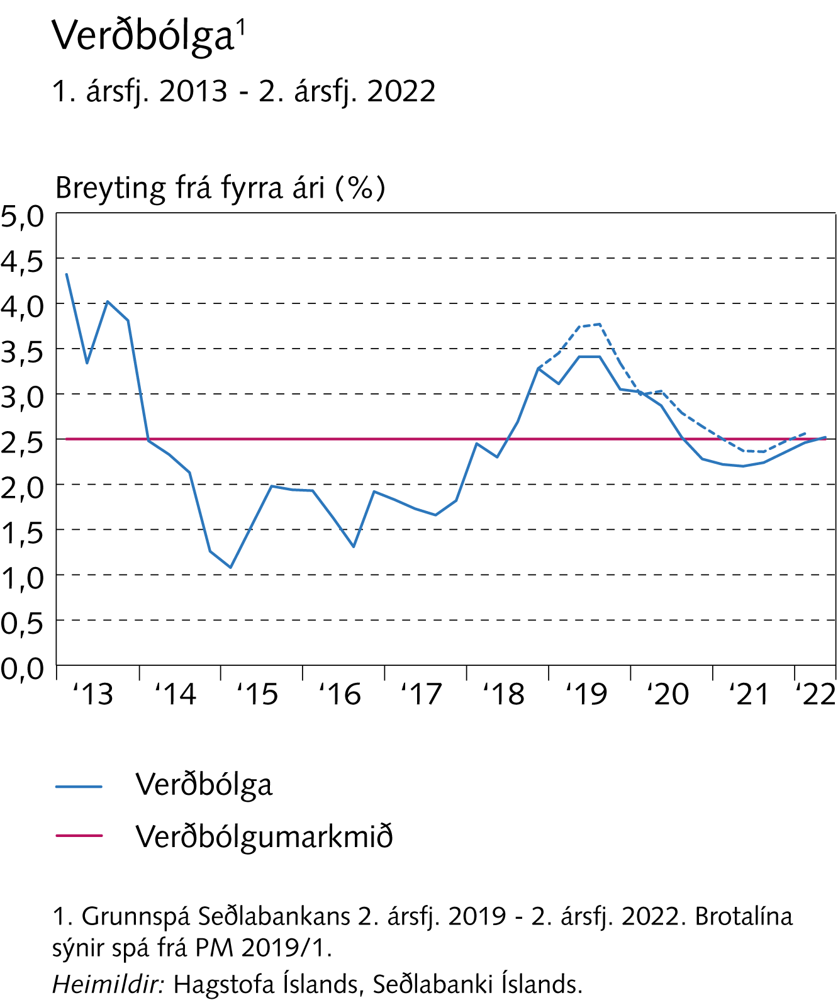 Verðbólga¹
1. ársfj. 2013 - 2. ársfj. 2022
Breyting frá fyrra ári (%)
5,0
4,5
4,0
3,5
3,0
2,5
2,0
1,5
1,0
0,5
0,0
‘13 ‘14 ‘15 ‘16 ‘17 ‘18 ‘19 ‘20 ‘21 ‘22
Verðbólga
Verðbólgumarkmið
1. Grunnspá Seðlabankans 2. ársfj. 2019 - 2. ársfj. 2022. Brotalína
sýnir spá frá PM 2019/1.
Heimildir: Hagstofa Íslands, Seðlabanki Íslands.